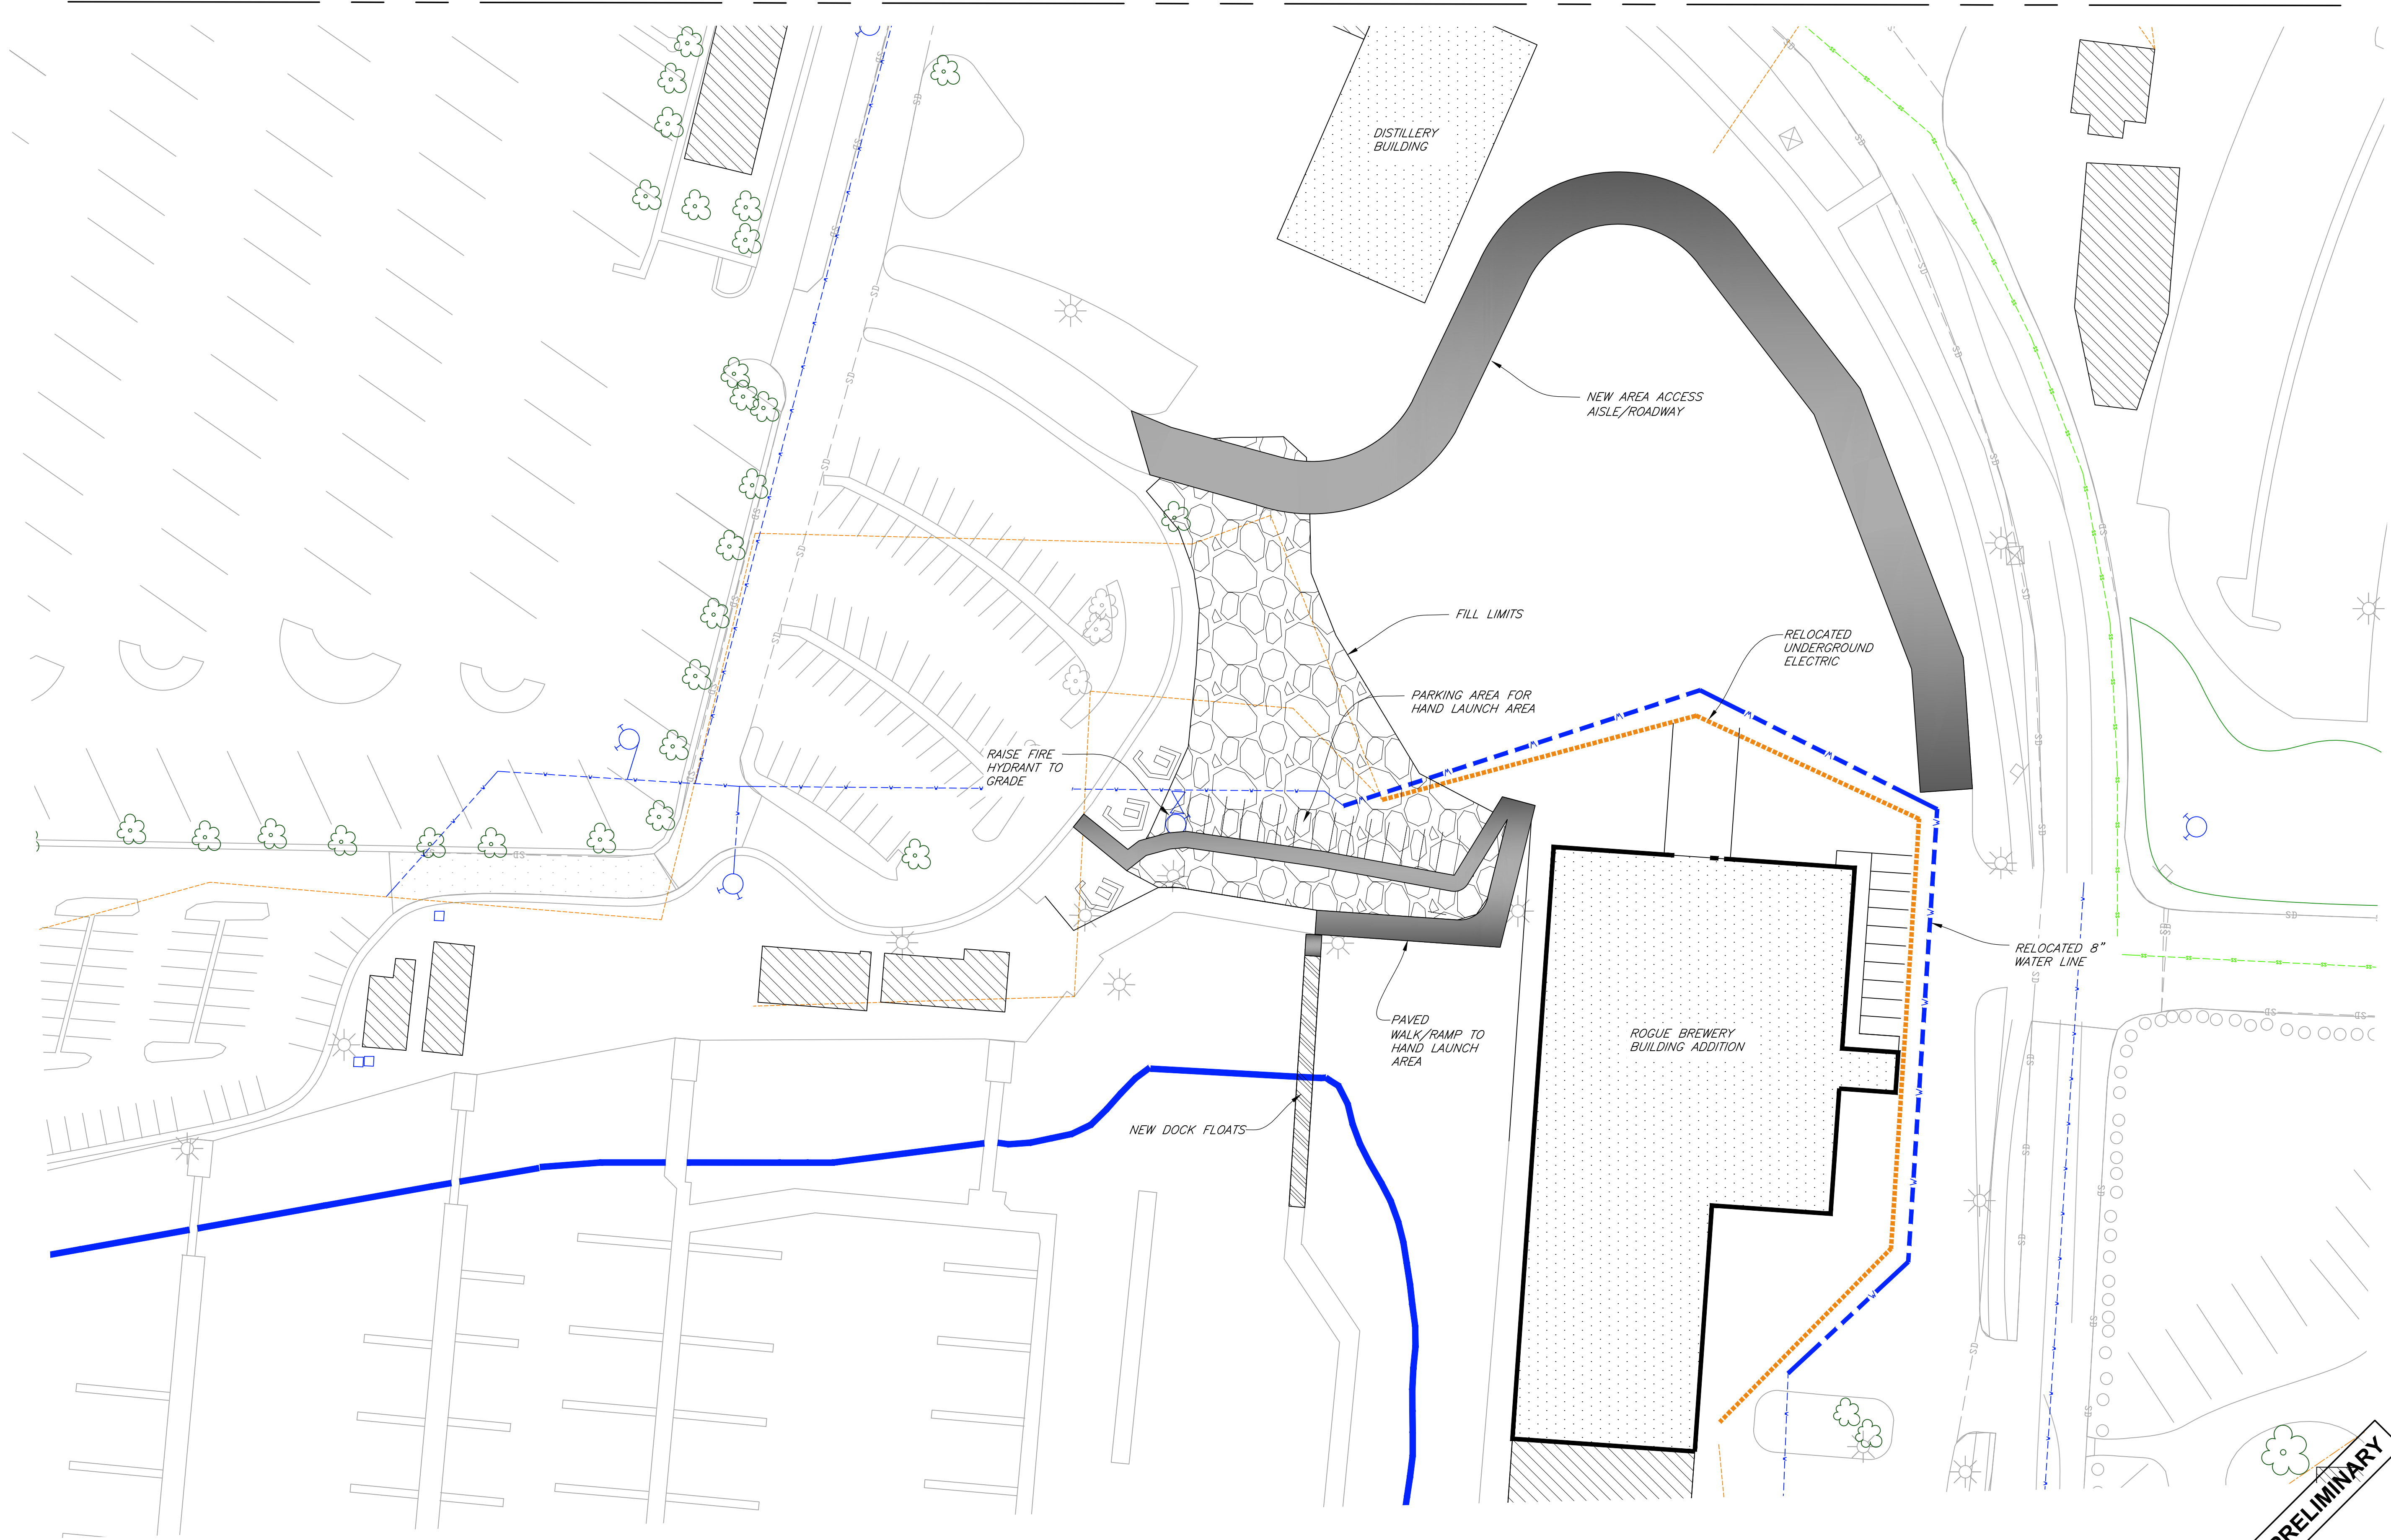 DISTILLERY
BUILDING
NEW AREA ACCESS
AISLE/ROADWAY
FILL LIMITS
RELOCATED
UNDERGROUND
ELECTRIC
PARKING AREA FOR
HAND LAUNCH AREA
RAISE FIRE
HYDRANT TO
GRADE
RELOCATED 8"
WATER LINE
PAVED
WALK/RAMP TO
HAND LAUNCH
AREA
ROGUE BREWERY
BUILDING ADDITION
NEW DOCK FLOATS
PRELIMINARY